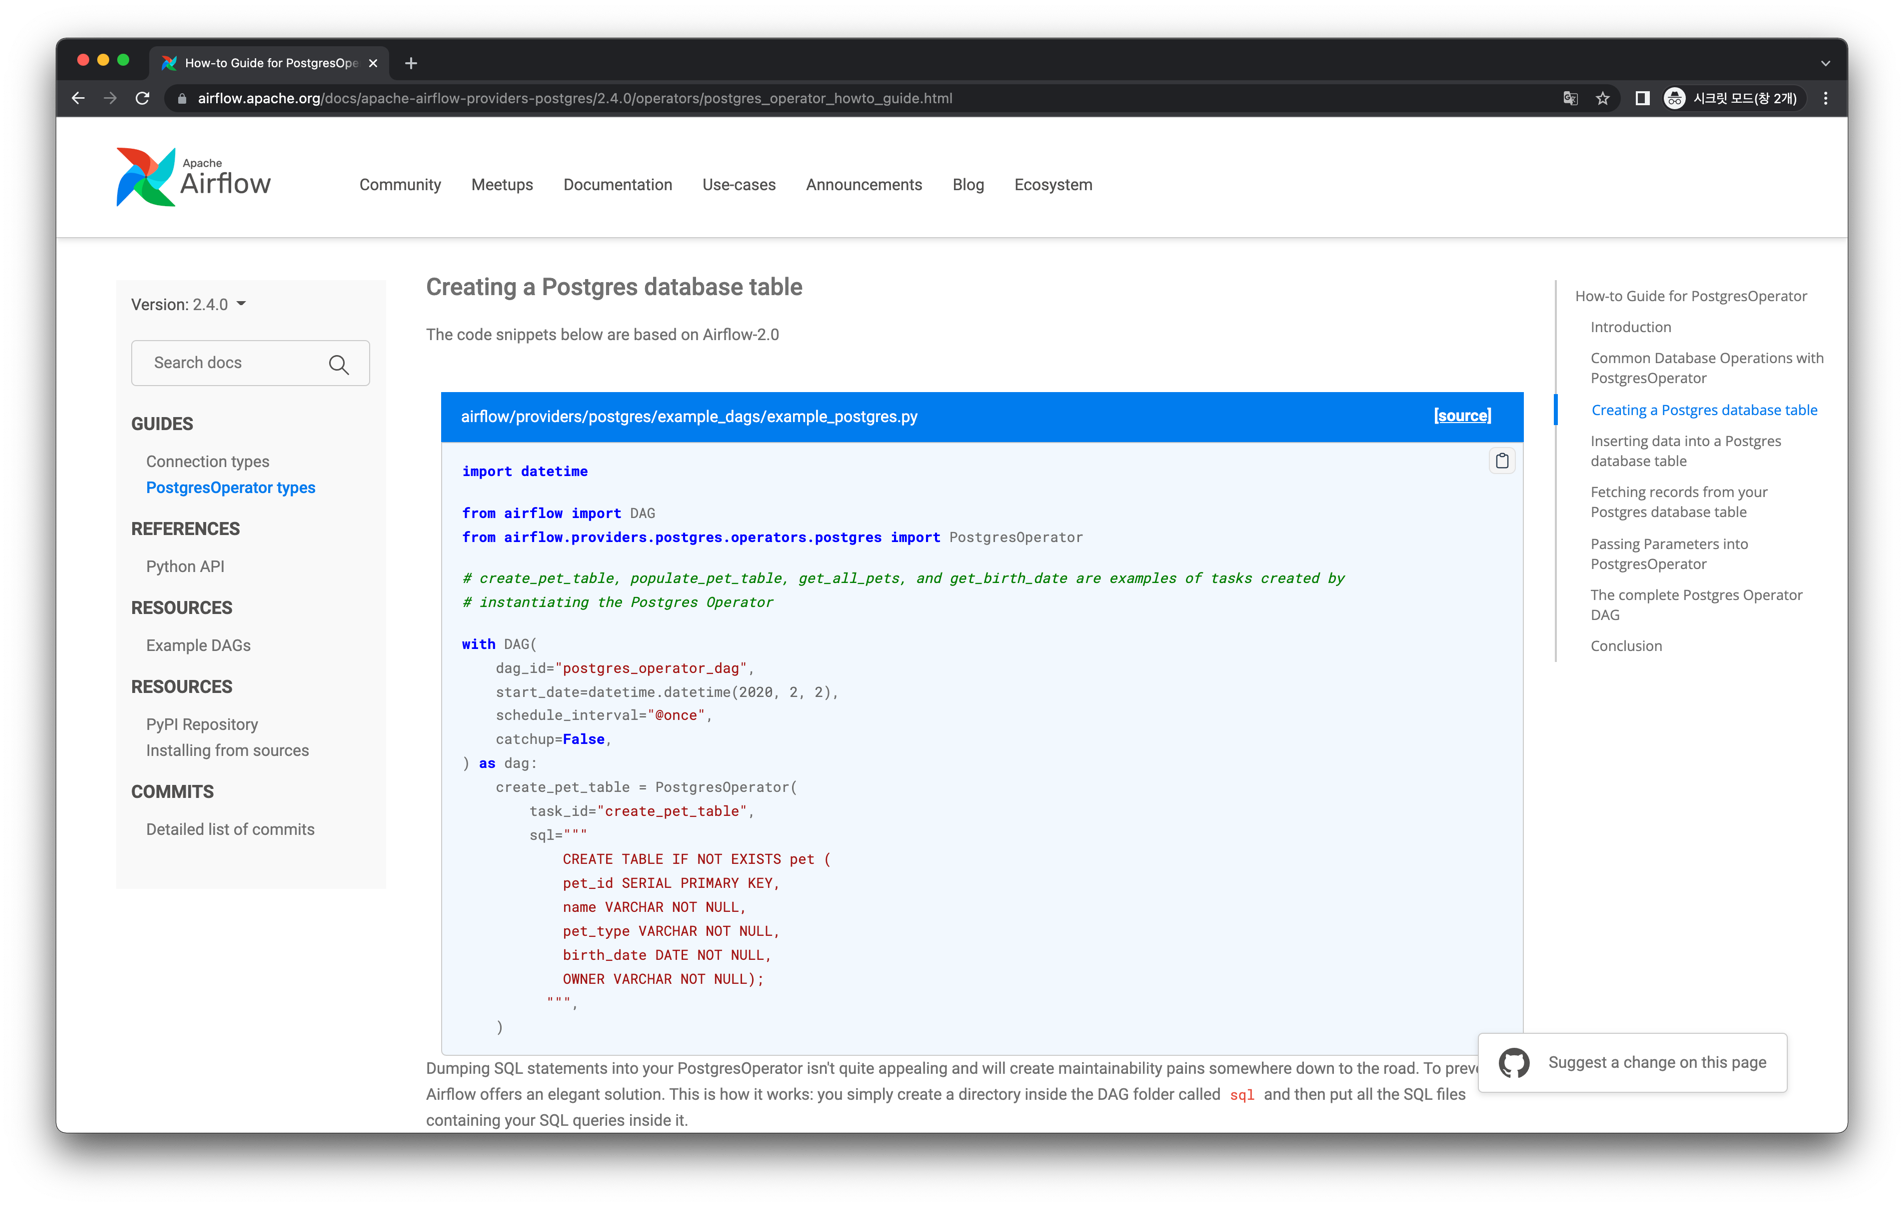 How-to Guide for PostgresOpe
airflow.apache.org/docs/apache-airflow-providers-postgres/2.4.0/operators/postgres_operator_howto_guide.html
시크릿 모드(창 2개)
Apache
Airflow
Community
Meetups
Documentation
Use-cases
Announcements
Blog
Ecosystem
Version: 2.4.0
Search docs
GUIDES
Connection types
PostgresOperator types
REFERENCES
Python API
RESOURCES
Example DAGs
RESOURCES
PyPI Repository
Installing from sources
COMMITS
Detailed list of commits
Creating a Postgres database table
The code snippets below are based on Airflow-2.0
airflow/providers/postgres/example_dags/example_postgres.py
[source]
import datetime
from airflow import DAG
from airflow.providers.postgres.operators.postgres import PostgresOperator
# create_pet_table, populate_pet_table, get_all_pets, and get_birth_date are examples of tasks created by
# instantiating the Postgres Operator
with DAG(
dag_id="postgres_operator_dag",
start_date=datetime.datetime(2020, 2, 2),
schedule_interval="@once",
catchup=False,
) as dag:
create_pet_table = PostgresOperator(
task_id="create_pet_table",
sql="""
CREATE TABLE IF NOT EXISTS pet (
pet_id SERIAL PRIMARY KEY,
name VARCHAR NOT NULL,
pet_type VARCHAR NOT NULL,
birth_date DATE NOT NULL,
OWNER VARCHAR NOT NULL);
""",
)
Dumping SQL statements into your PostgresOperator isn't quite appealing and will create maintainability pains somewhere down to the road. To prev
Airflow offers an elegant solution. This is how it works: you simply create a directory inside the DAG folder called sql and then put all the SQL files
containing your SQL queries inside it.
How-to Guide for PostgresOperator
Introduction
Common Database Operations with
PostgresOperator
Creating a Postgres database table
Inserting data into a Postgres
database table
Fetching records from your
Postgres database table
Passing Parameters into
PostgresOperator
The complete Postgres Operator
DAG
Conclusion
Suggest a change on this page